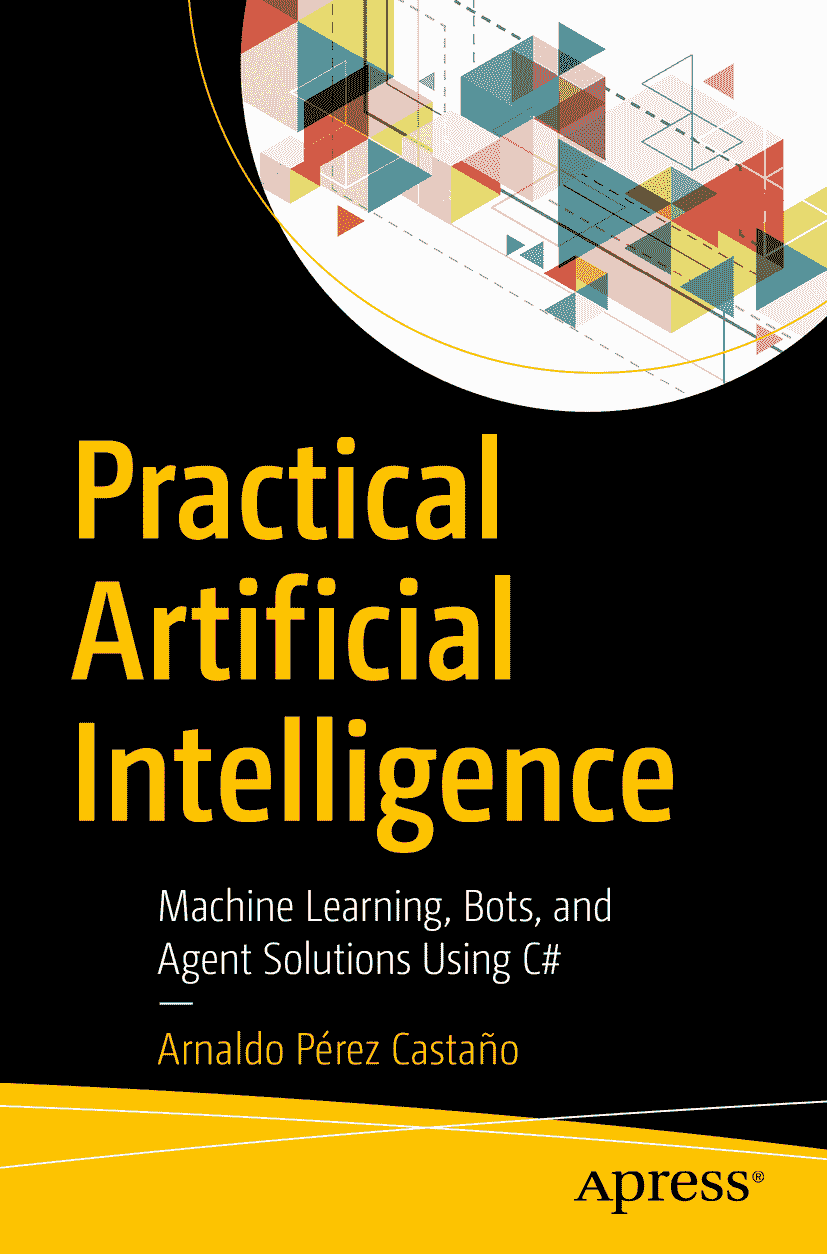 Practical
Artificial
Intelligence
Machine Learning, Bots, and
Agent Solutions Using C#
Arnaldo Pérez Castaño
Apress®